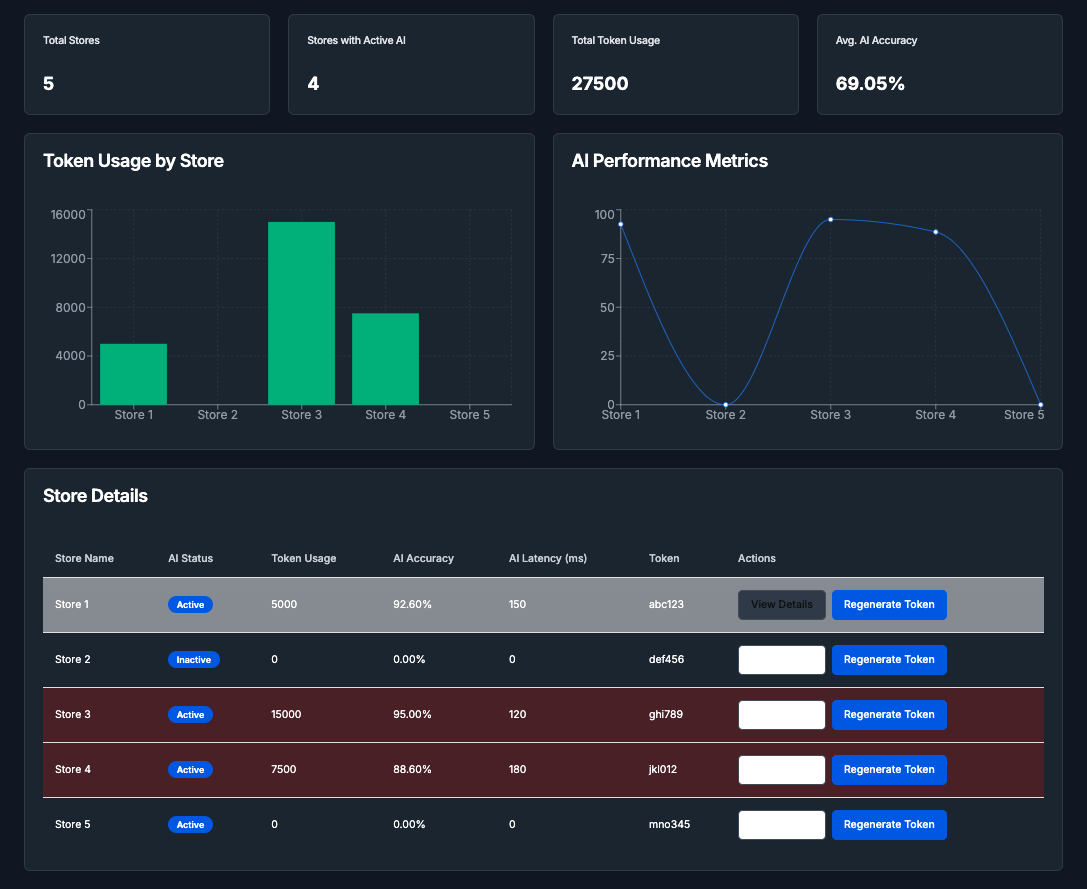 Total Stores
5
Stores with Active AI
4
Total Token Usage
27500
Avg. AI Accuracy
69.05%
Token Usage by Store
16000
12000
8000
4000
0
Store 1 Store 2 Store 3 Store 4 Store 5
AI Performance Metrics
100
75
50
25
0
Store 1 Store 2 Store 3 Store 4 Store 5
Store Details
Store Name AI Status Token Usage AI Accuracy AI Latency (ms) Token Actions
Store 1 Active 5000 92.60% 150 abc123 View Details Regenerate Token
Store 2 Inactive 0 0.00% 0 def456 Regenerate Token
Store 3 Active 15000 95.00% 120 ghi789 Regenerate Token
Store 4 Active 7500 88.60% 180 jkl012 Regenerate Token
Store 5 Active 0 0.00% 0 mno345 Regenerate Token